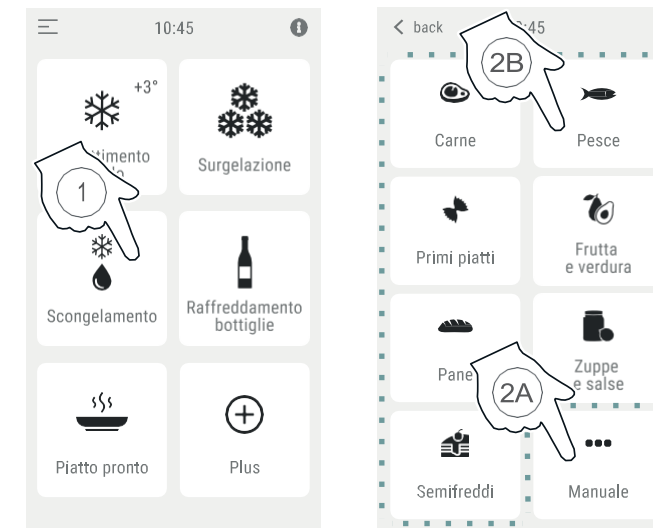 10:45
+3°
Surgelazione
1
Scongelamento
Raffreddamento
bottiglie
Piatto pronto
Plus
back
:45
2B
Carne
Pesce
Primi piatti
Frutta
e verdura
Pane
Zuppe
e salse
2A
Semifreddi
Manuale